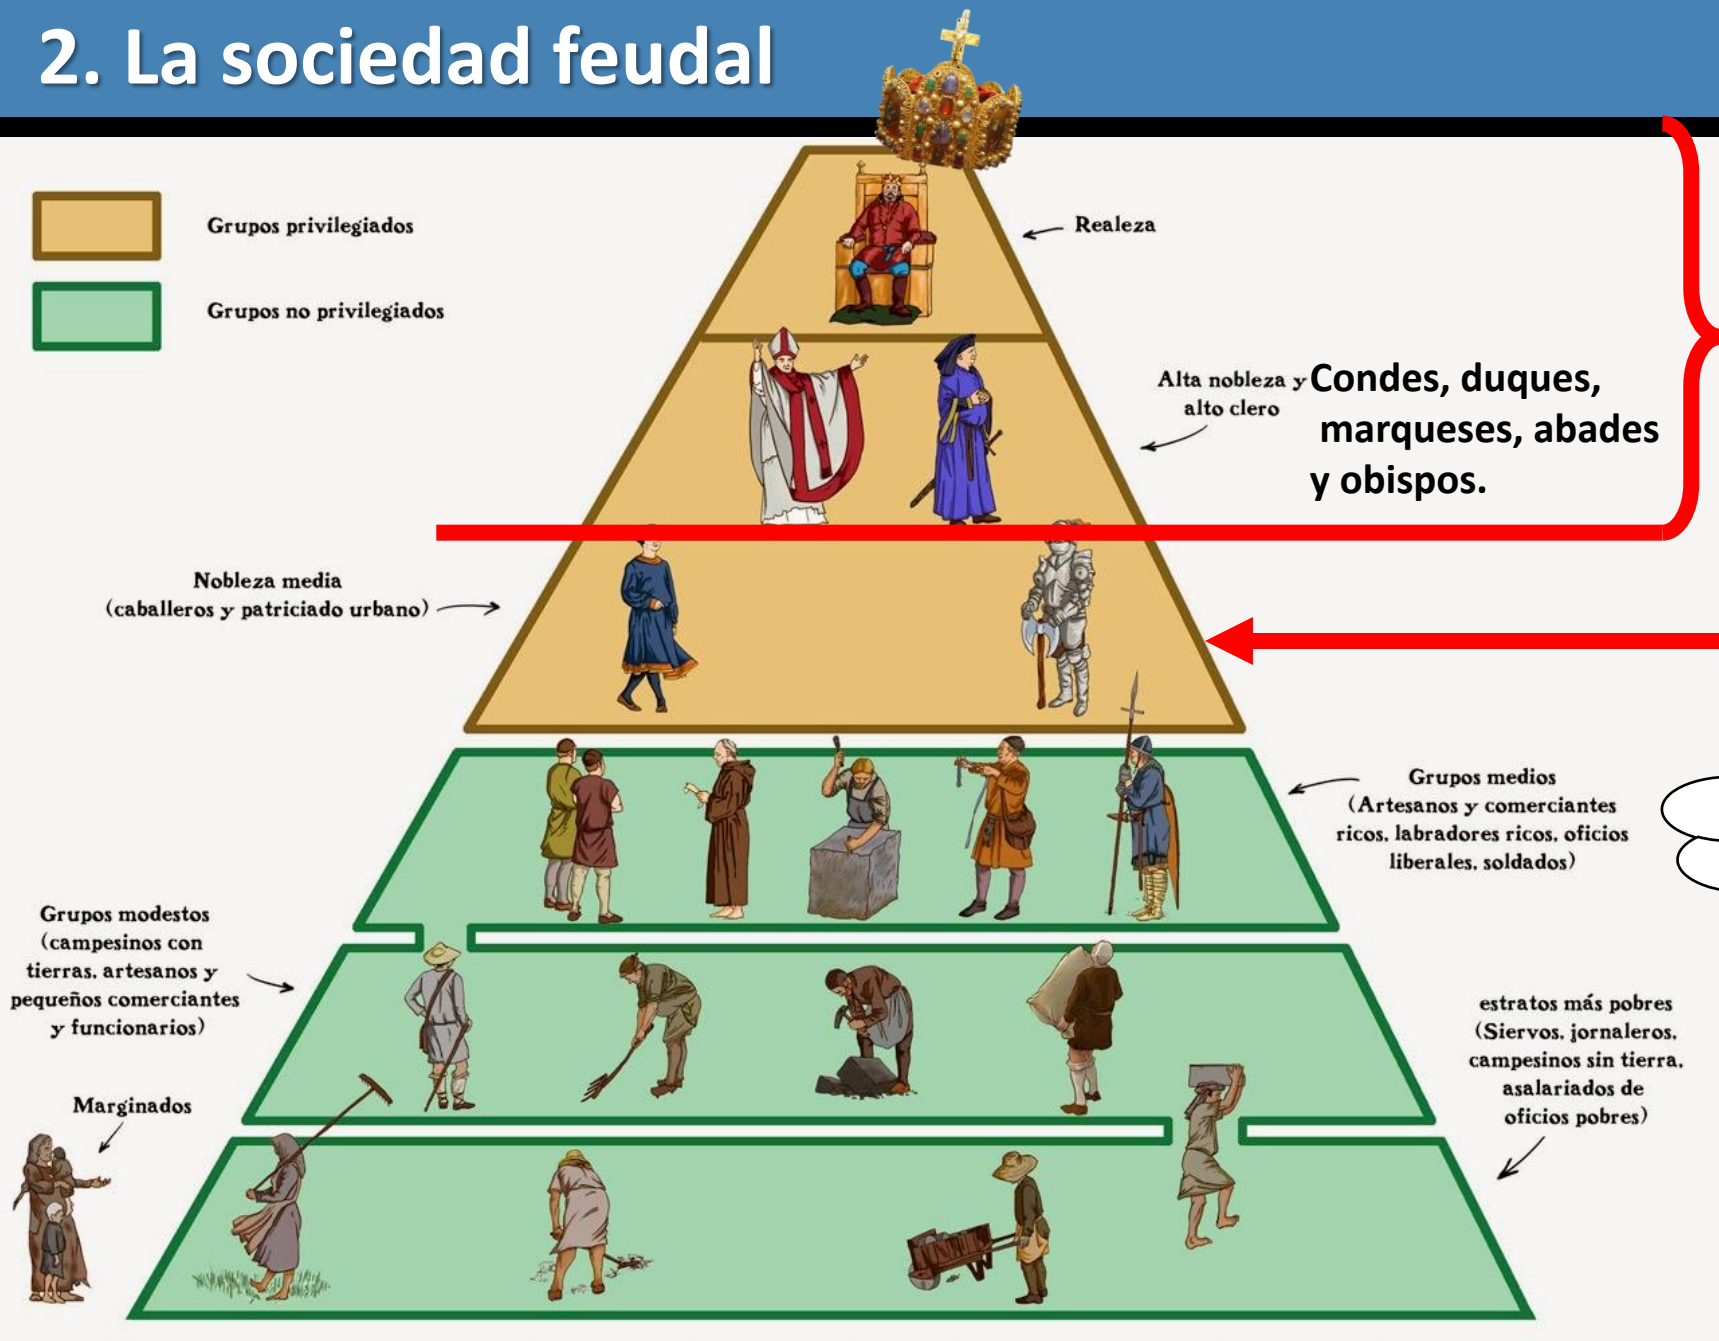 2. La sociedad feudal
Grupos privilegiados
Grupos no privilegiados
Realeza
Alta nobleza y
alto clero
Condes, duques,
marqueses, abades
y obispos.
Nobleza media
(caballeros y patriciado urbano)
Grupos medios
(Artesanos y comerciantes
ricos, labradores ricos, oficios
liberales, soldados)
Grupos modestos
(campesinos con
tierras, artesanos y
pequeños comerciantes
y funcionarios)
estratos más pobres
(Siervos, jornaleros,
campesinos sin tierra,
asalariados de
oficios pobres)
Marginados